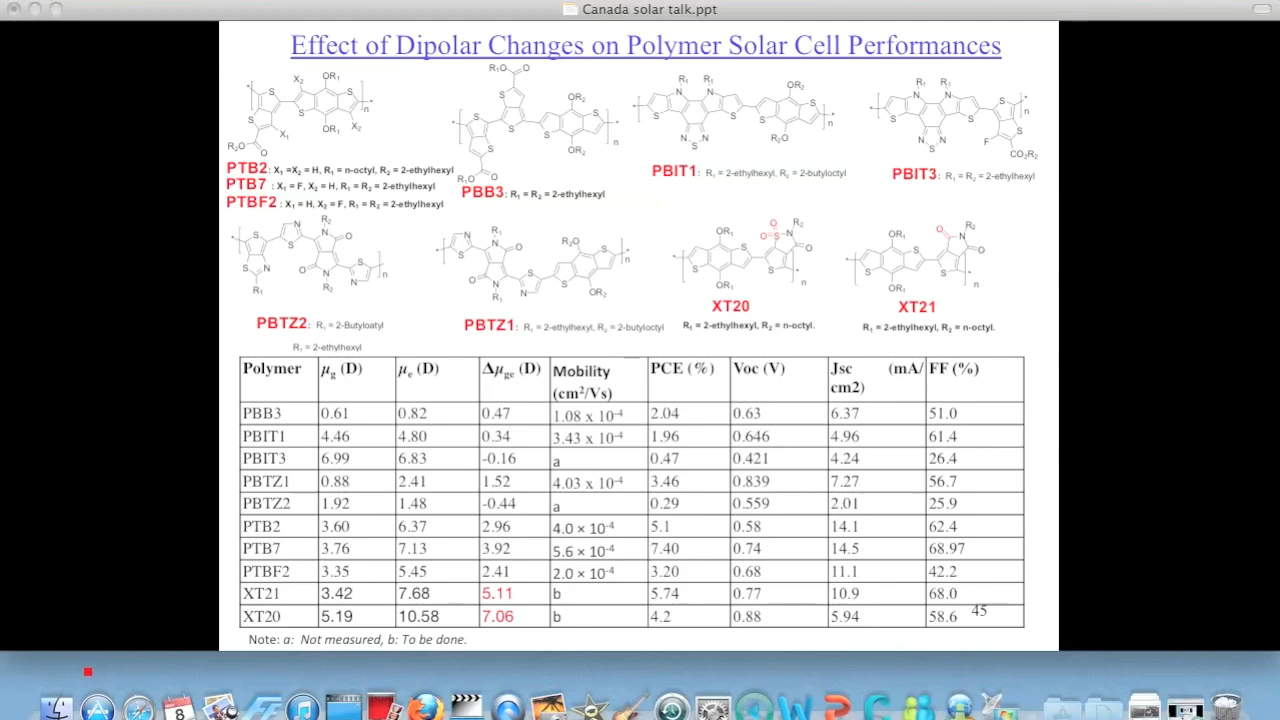 Canada solar talk.ppt
Effect of Dipolar Changes on Polymer Solar Cell Performances
PTB2: X₁ =X₂ = H, R₁ = n-octyl, R₂ = 2-ethylhexyl
PTB7 : X₁ = F, X₂ = H, R₁ = R₂ = 2-ethylhexyl
PTBF2 : X₁ = H, X₂ = F, R₁ = R₂ = 2-ethylhexyl
PBB3: R₁ = R₂ = 2-ethylhexyl
PBIT1: R₁ = 2-ethylhexyl, R₂ = 2-butyloctyl
PBIT3: R₁ = R₂ = 2-ethylhexyl
PBTZ2: R₁ = 2-Butyloatyl
R₂ = 2-ethylhexyl
PBTZ1: R₁ = 2-ethylhexyl, R₂ = 2-butyloctyl
XT20
R₁ = 2-ethylhexyl, R₂ = n-octyl.
XT21
R₁ = 2-ethylhexyl, R₂ = n-octyl.
Polymer μg (D) μe (D) Δμge (D) Mobility (cm²/Vs) PCE (%) Voc (V) Jsc (mA/cm2) FF (%)
PBB3 0.61 0.82 0.47 1.08 x 10⁻⁴ 2.04 0.63 6.37 51.0
PBIT1 4.46 4.80 0.34 3.43 x 10⁻⁴ 1.96 0.646 4.96 61.4
PBIT3 6.99 6.83 -0.16 a 0.47 0.421 4.24 26.4
PBTZ1 0.88 2.41 1.52 4.03 x 10⁻⁴ 3.46 0.839 7.27 56.7
PBTZ2 1.92 1.48 -0.44 a 0.29 0.559 2.01 25.9
PTB2 3.60 6.37 2.96 4.0 × 10⁻⁴ 5.1 0.58 14.1 62.4
PTB7 3.76 7.13 3.92 5.6 × 10⁻⁴ 7.40 0.74 14.5 68.97
PTBF2 3.35 5.45 2.41 2.0 × 10⁻⁴ 3.20 0.68 11.1 42.2
XT21 3.42 7.68 5.11 b 5.74 0.77 10.9 68.0
XT20 5.19 10.58 7.06 b 4.2 0.88 5.94 58.6
45
Note: a: Not measured, b: To be done.
8